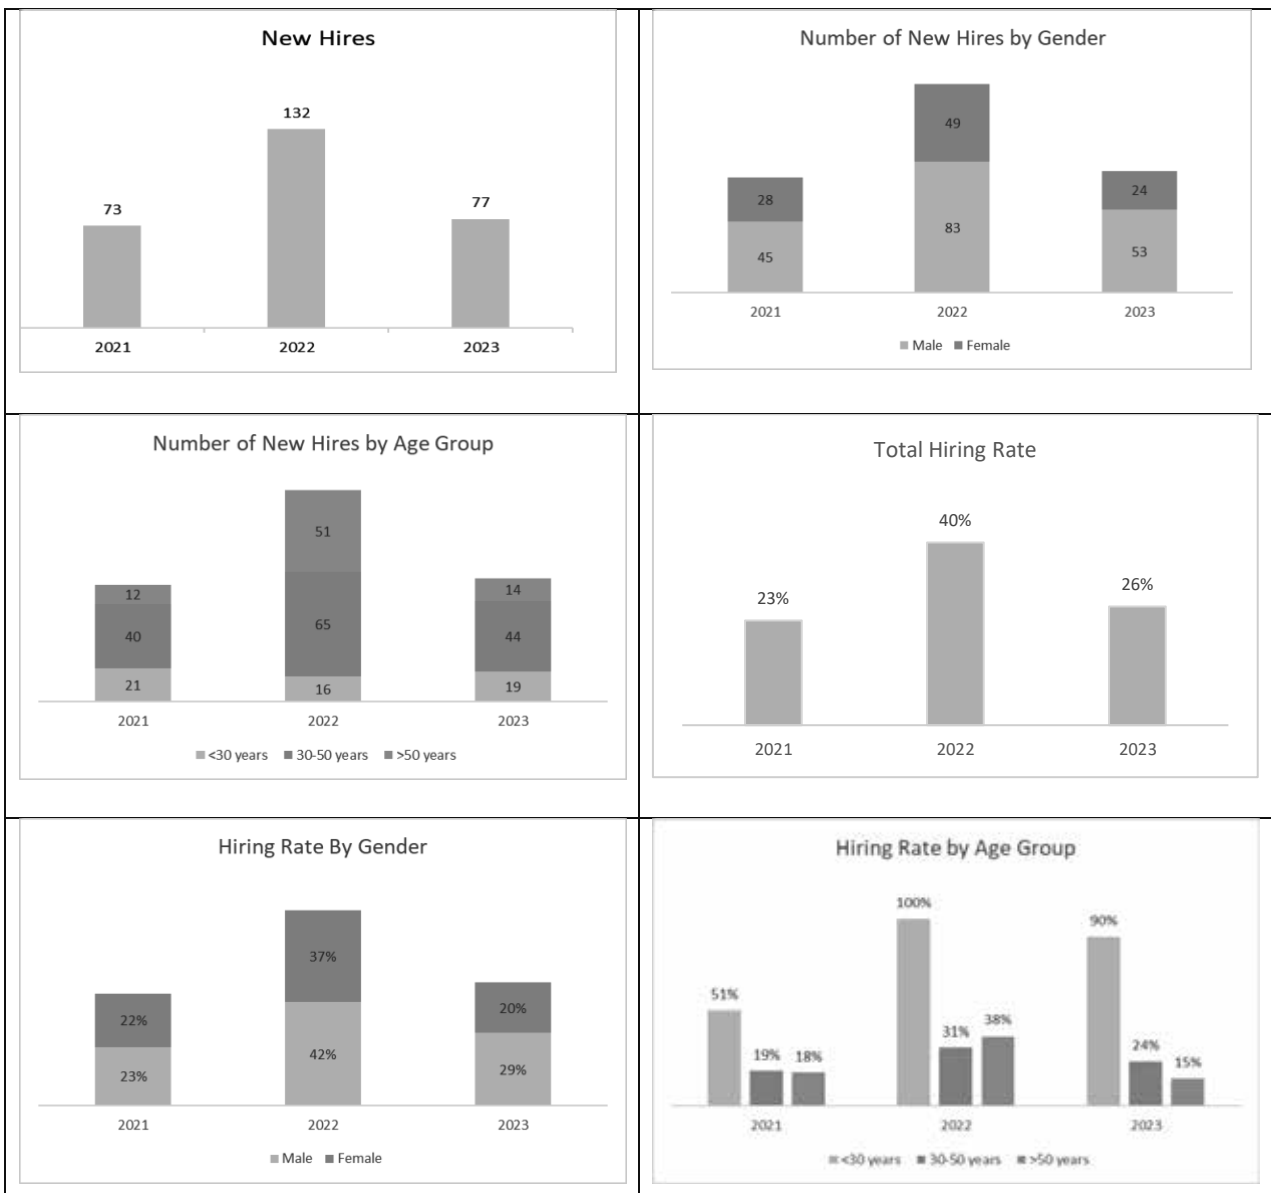 New Hires
132
73
77
2021 2022 2023
Number of New Hires by Gender
49
28
24
83
45
53
2021 2022 2023
Male Female
Number of New Hires by Age Group
51
12
14
65
40
44
21
16
19
2021 2022 2023
<30 years 30-50 years >50 years
Total Hiring Rate
40%
23%
26%
2021 2022 2023
Hiring Rate By Gender
37%
22%
20%
42%
23%
29%
2021 2022 2023
Male Female
Hiring Rate by Age Group
100%
90%
51%
31% 38%
19% 18%
24%
15%
2021 2022 2023
<30 years 30-50 years >50 years